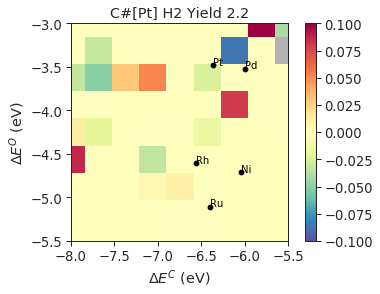 C#[Pt] H2 Yield 2.2
−3.0
−3.5
−4.0
−4.5
−5.0
−5.5
ΔE^O (eV)
Pt
Pd
Rh
Ni
Ru
−8.0 −7.5 −7.0 −6.5 −6.0 −5.5
ΔE^C (eV)
0.100
0.075
0.050
0.025
0.000
−0.025
−0.050
−0.075
−0.100